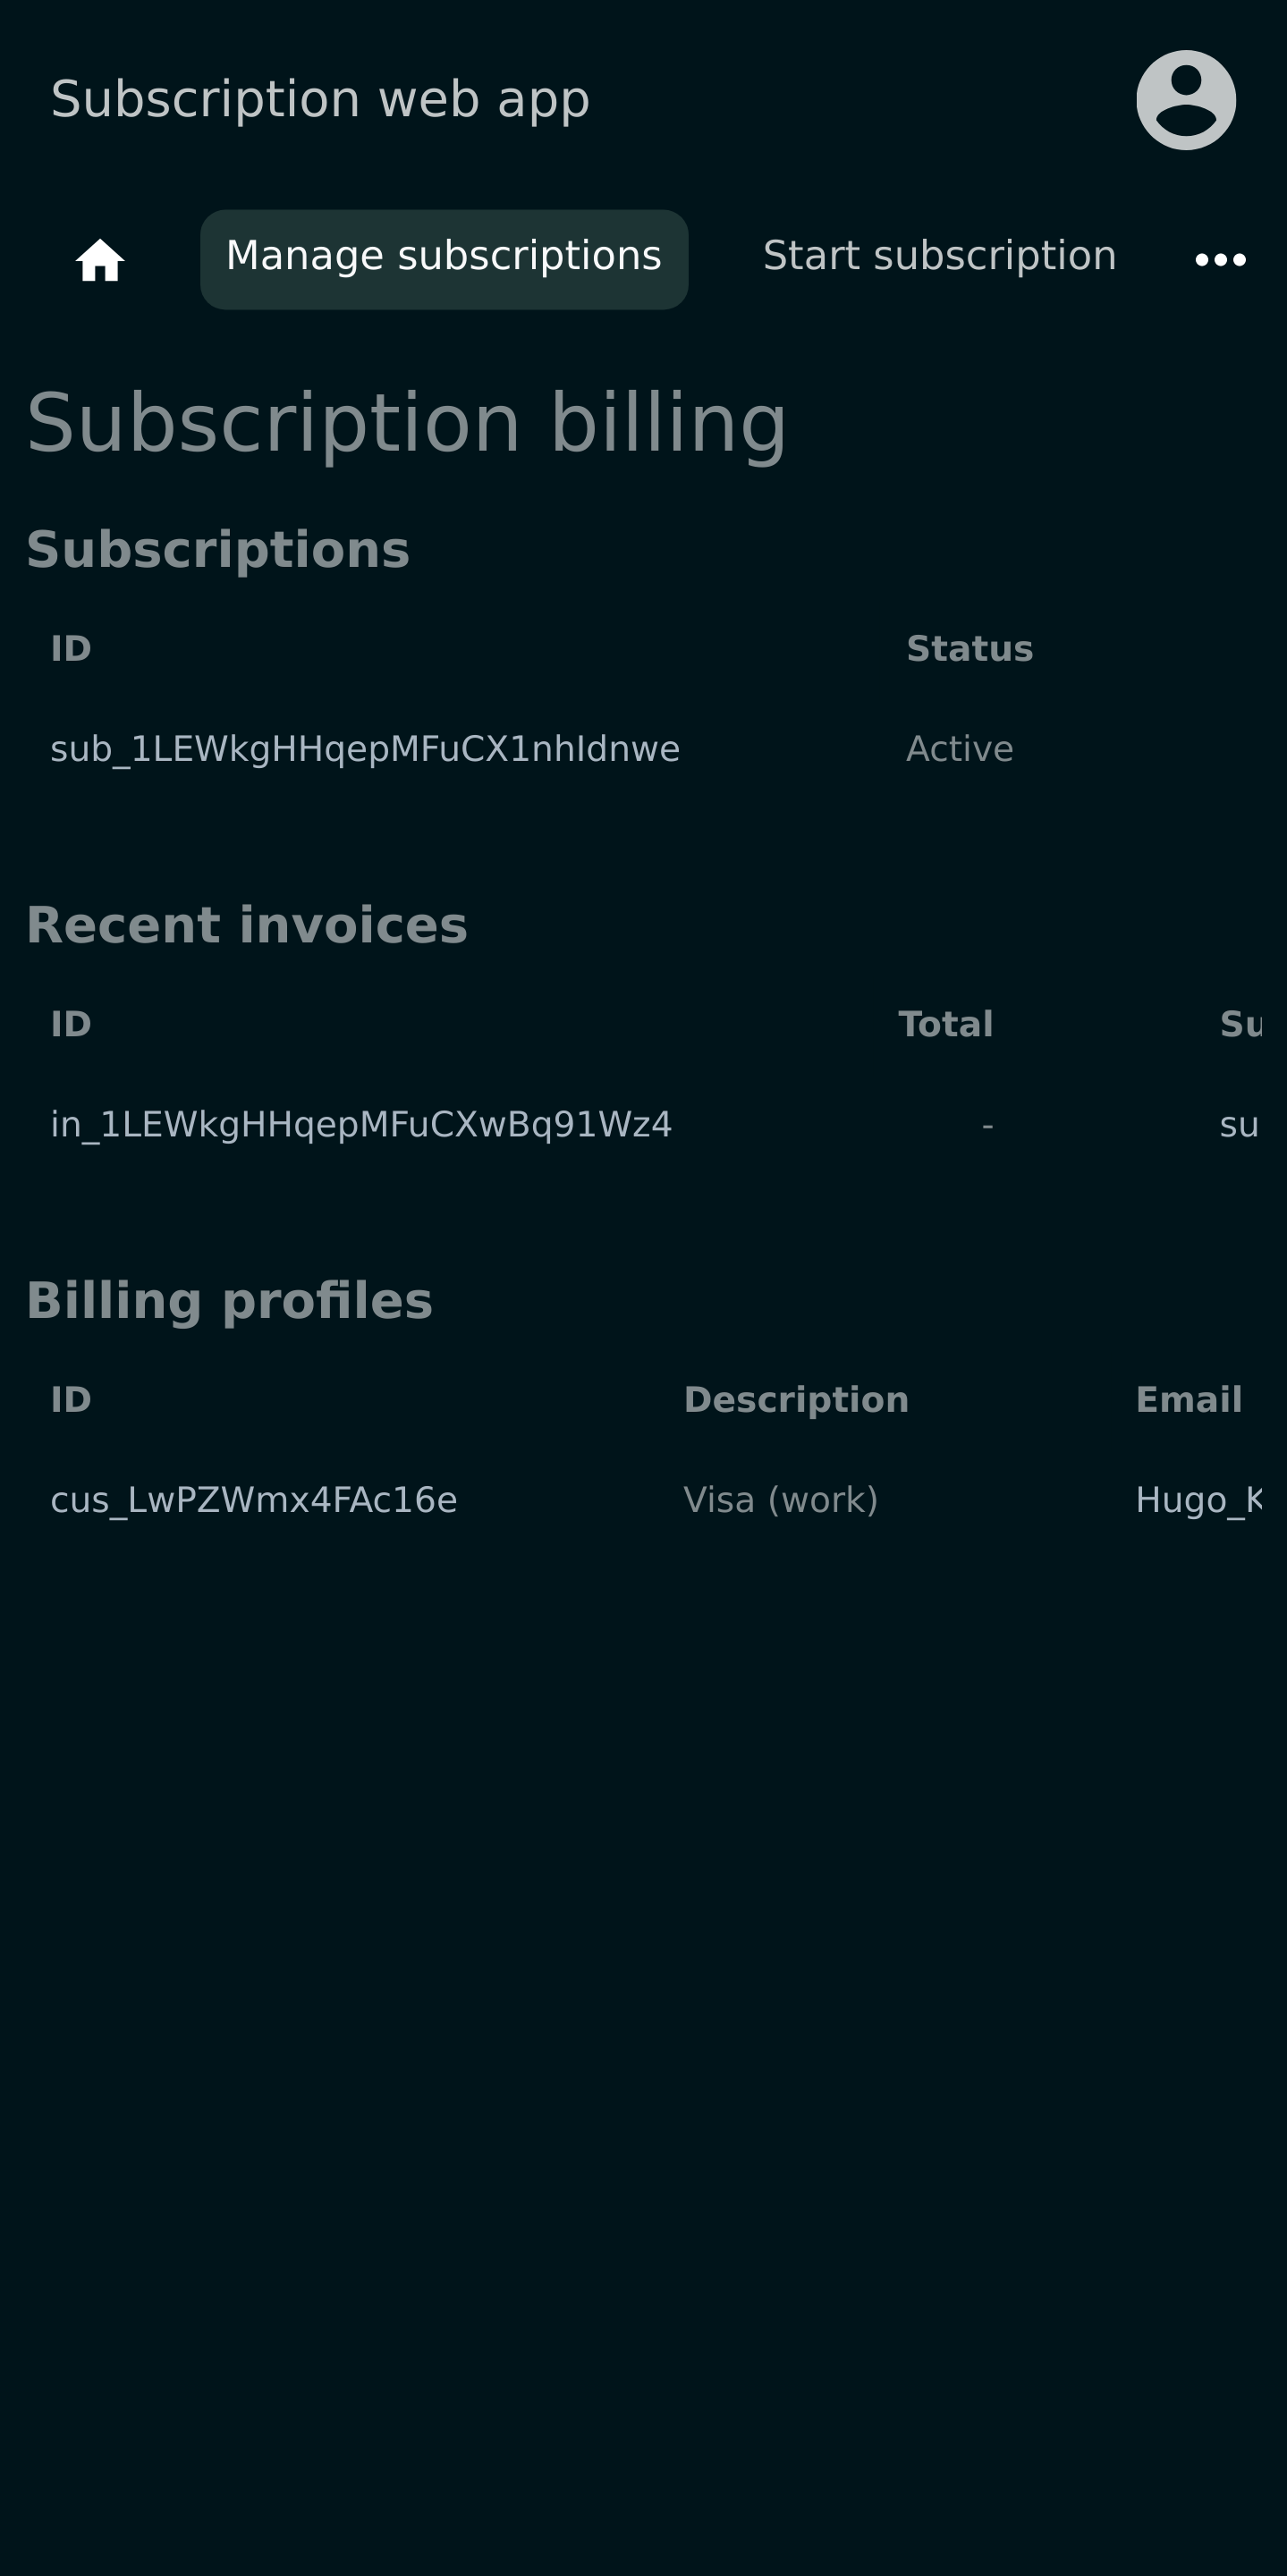 Subscription web app
Manage subscriptions Start subscription
Subscription billing
Subscriptions
ID Status
sub_1LEWkgHHqepMFuCX1nhIdnwe Active
Recent invoices
ID Total Su
in_1LEWkgHHqepMFuCXwBq91Wz4 - su
Billing profiles
ID Description Email
cus_LwPZWmx4FAc16e Visa (work) Hugo_K